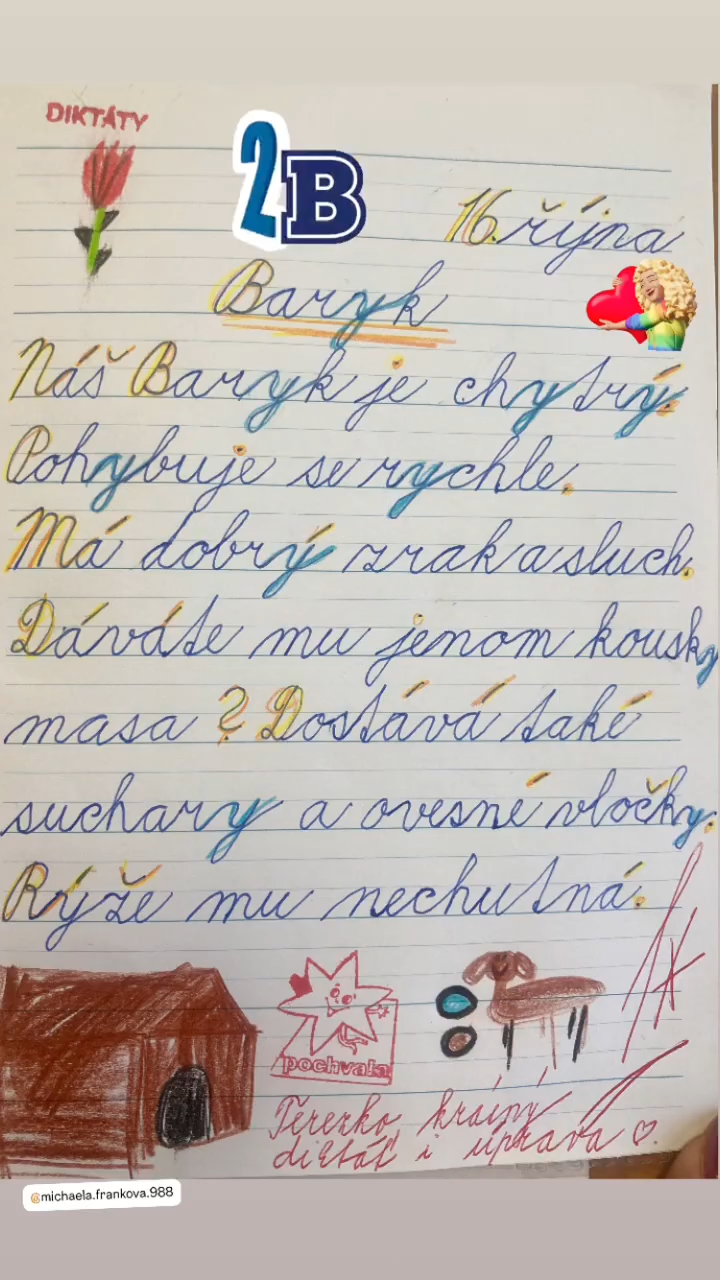 DIKTÁTY
2B
16. října
Baryk
Náš Baryk je chytrý.
Pohybuje se rychle.
Má dobrý zrak a sluch.
Dáváte mu jenom kousky
masa? Dostává také
suchary a ovesné vločky.
Rýže mu nechutná.
pochvala
Terezko, krásný
diktát i úprava ♡.
@michaela.frankova.988